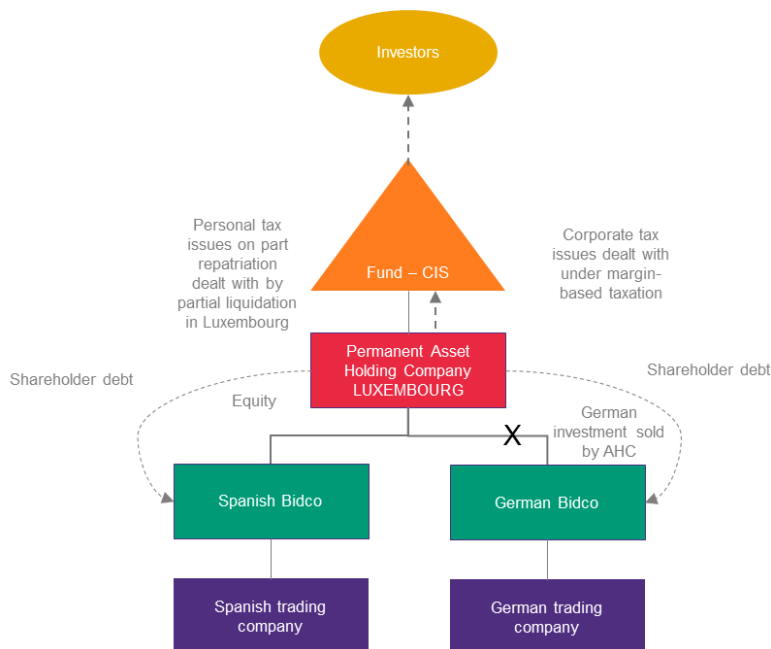 Investors
Personal tax
issues on part
repatriation
dealt with by
partial liquidation
in Luxembourg
Fund – CIS
Corporate tax
issues dealt with
under margin-
based taxation
Permanent Asset
Holding Company
LUXEMBOURG
Shareholder debt
Equity
Shareholder debt
X
German
investment sold
by AHC
Spanish Bidco
German Bidco
Spanish trading
company
German trading
company